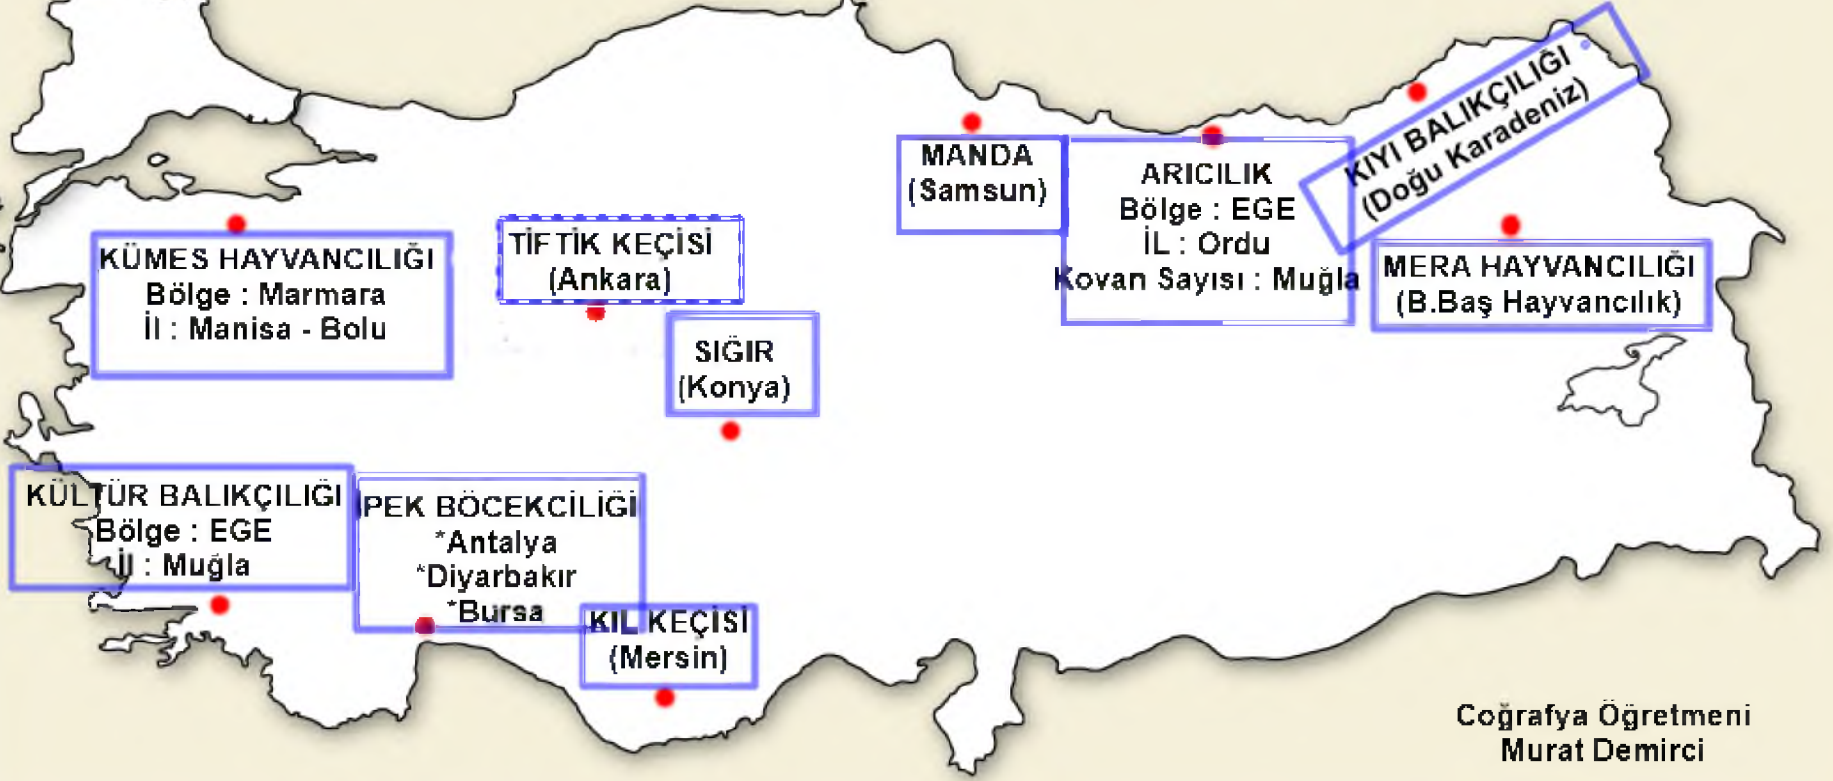 KIYI BALIKÇILIĞI
(Doğu Karadeniz)
MANDA
(Samsun)
ARICILIK
Bölge : EGE
İL : Ordu
Kovan Sayısı : Muğla
KÜMES HAYVANCILIĞI
Bölge : Marmara
İl : Manisa - Bolu
TİFTİK KEÇİSİ
(Ankara)
MERA HAYVANCILIĞI
(B.Baş Hayvancılık)
SIĞIR
(Konya)
KÜLTÜR BALIKÇILIĞI
Bölge : EGE
İl : Muğla
İPEK BÖCEKCİLİĞİ
*Antalya
*Diyarbakır
*Bursa
KIL KEÇİSİ
(Mersin)
Coğrafya Öğretmeni
Murat Demirci